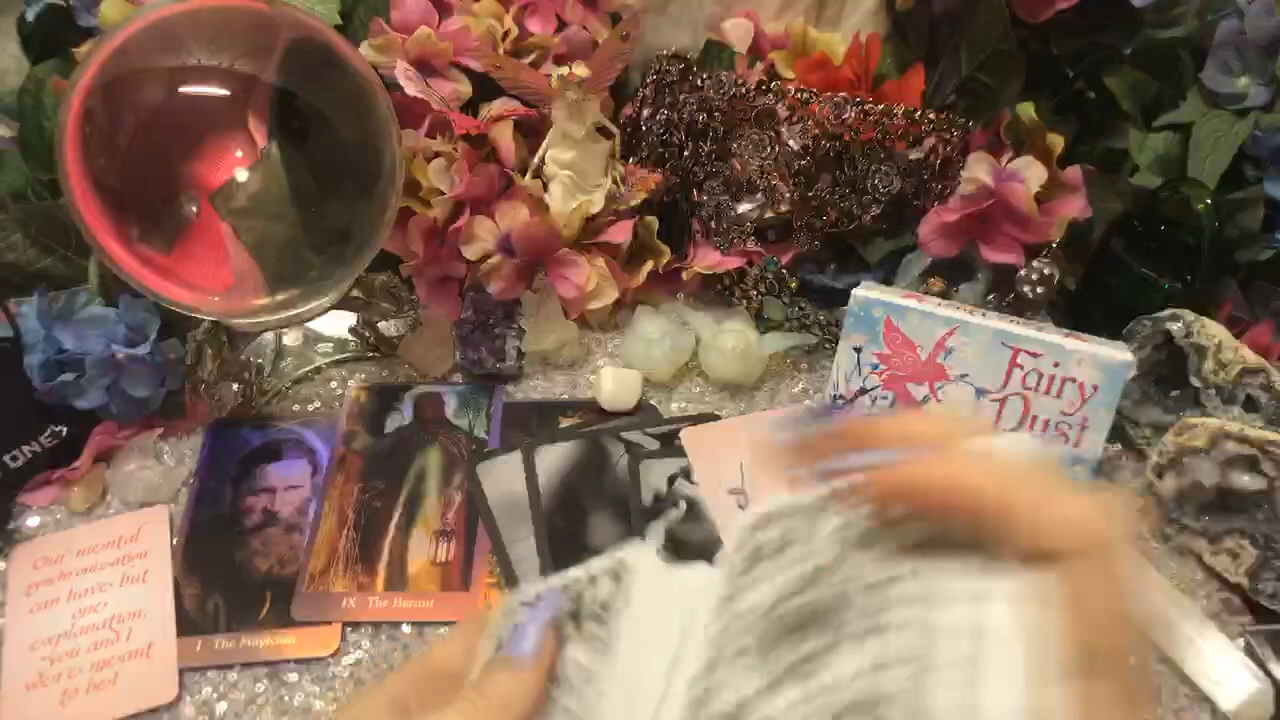 ONE'S
Fairy
Dust
Our mental
synchronization
can have but
one
explanation,
You and I
were meant
to be!
I The Magician
IX The Hermit